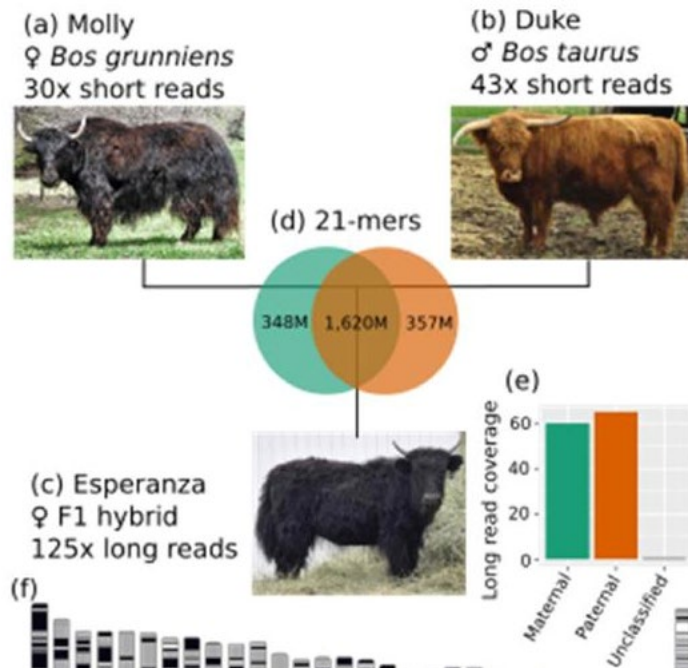 (a) Molly
♀ Bos grunniens
30x short reads
(b) Duke
♂ Bos taurus
43x short reads
(d) 21-mers
348M
1,620M
357M
(c) Esperanza
♀ F1 hybrid
125x long reads
(e)
Long read coverage
60
40
20
0
Maternal
Paternal
Unclassified
(f)